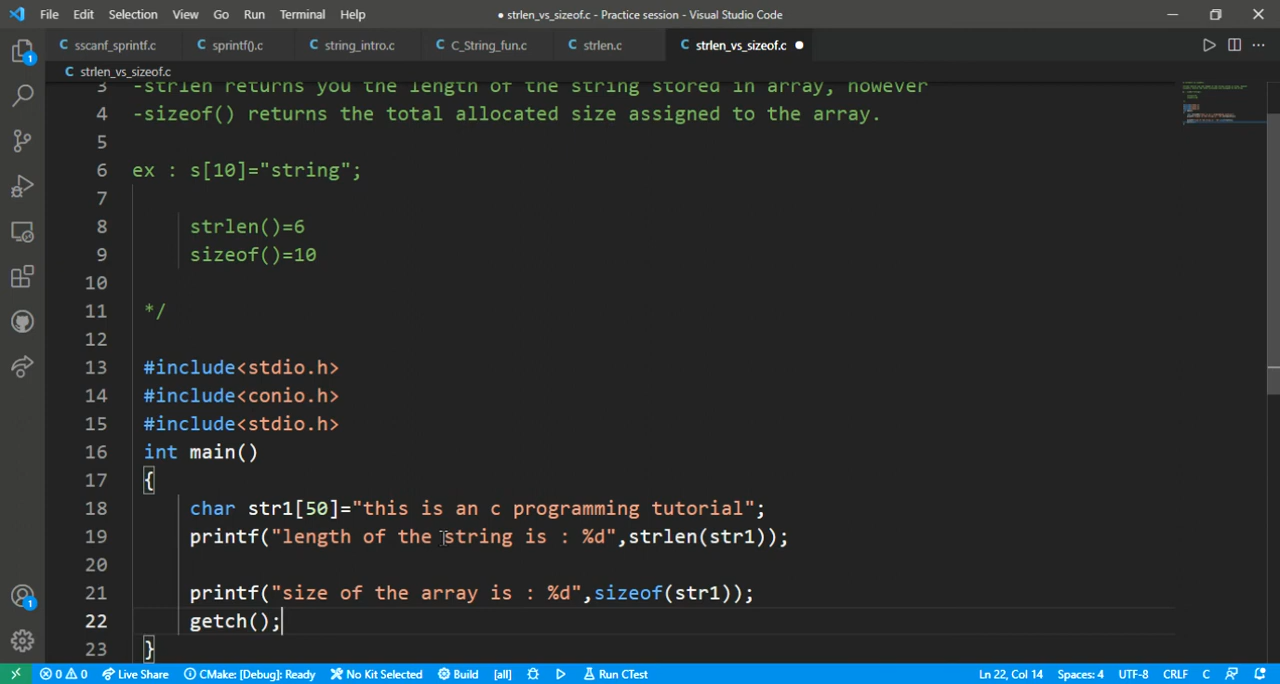 File Edit Selection View Go Run Terminal Help ● strlen_vs_sizeof.c - Practice session - Visual Studio Code
C sscanf_sprintf.c C sprintf().c C string_intro.c C C_String_fun.c C strlen.c C strlen_vs_sizeof.c ●
C strlen_vs_sizeof.c
3 -strlen returns you the length of the string stored in array, however
4 -sizeof() returns the total allocated size assigned to the array.
5
6 ex : s[10]="string";
7
8 strlen()=6
9 sizeof()=10
10
11 */
12
13 #include<stdio.h>
14 #include<conio.h>
15 #include<stdio.h>
16 int main()
17 {
18 char str1[50]="this is an c programming tutorial";
19 printf("length of the string is : %d",strlen(str1));
20
21 printf("size of the array is : %d",sizeof(str1));
22 getch();
23 }
1
1
0 0 Live Share CMake: [Debug]: Ready No Kit Selected Build [all] Run CTest Ln 22, Col 14 Spaces: 4 UTF-8 CRLF C